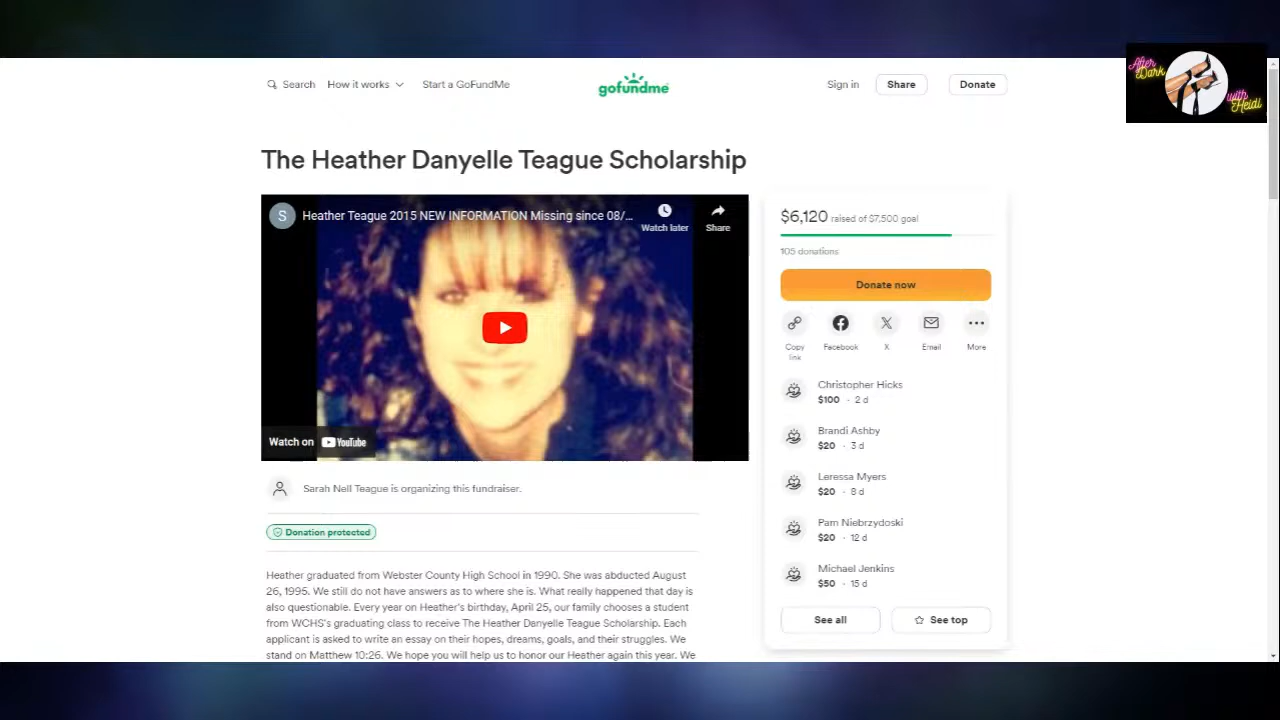 After
Dark
with
Heidi
Search
How it works
Start a GoFundMe
gofundme
Sign in
Share
Donate
The Heather Danyelle Teague Scholarship
S
Heather Teague 2015 NEW INFORMATION Missing since 08/...
Watch later
Share
Watch on YouTube
$6,120 raised of $7,500 goal
105 donations
Donate now
Copy link
Facebook
X
Email
More
Christopher Hicks
$100 · 2 d
Brandi Ashby
$20 · 3 d
Leressa Myers
$20 · 8 d
Pam Niebrzydoski
$20 · 12 d
Michael Jenkins
$50 · 15 d
See all
See top
Sarah Nell Teague is organizing this fundraiser.
Donation protected
Heather graduated from Webster County High School in 1990. She was abducted August
26, 1995. We still do not have answers as to where she is. What really happened that day is
also questionable. Every year on Heather's birthday, April 25, our family chooses a student
from WCHS's graduating class to receive The Heather Danyelle Teague Scholarship. Each
applicant is asked to write an essay on their hopes, dreams, goals, and their struggles. We
stand on Matthew 10:26. We hope you will help us to honor our Heather again this year. We